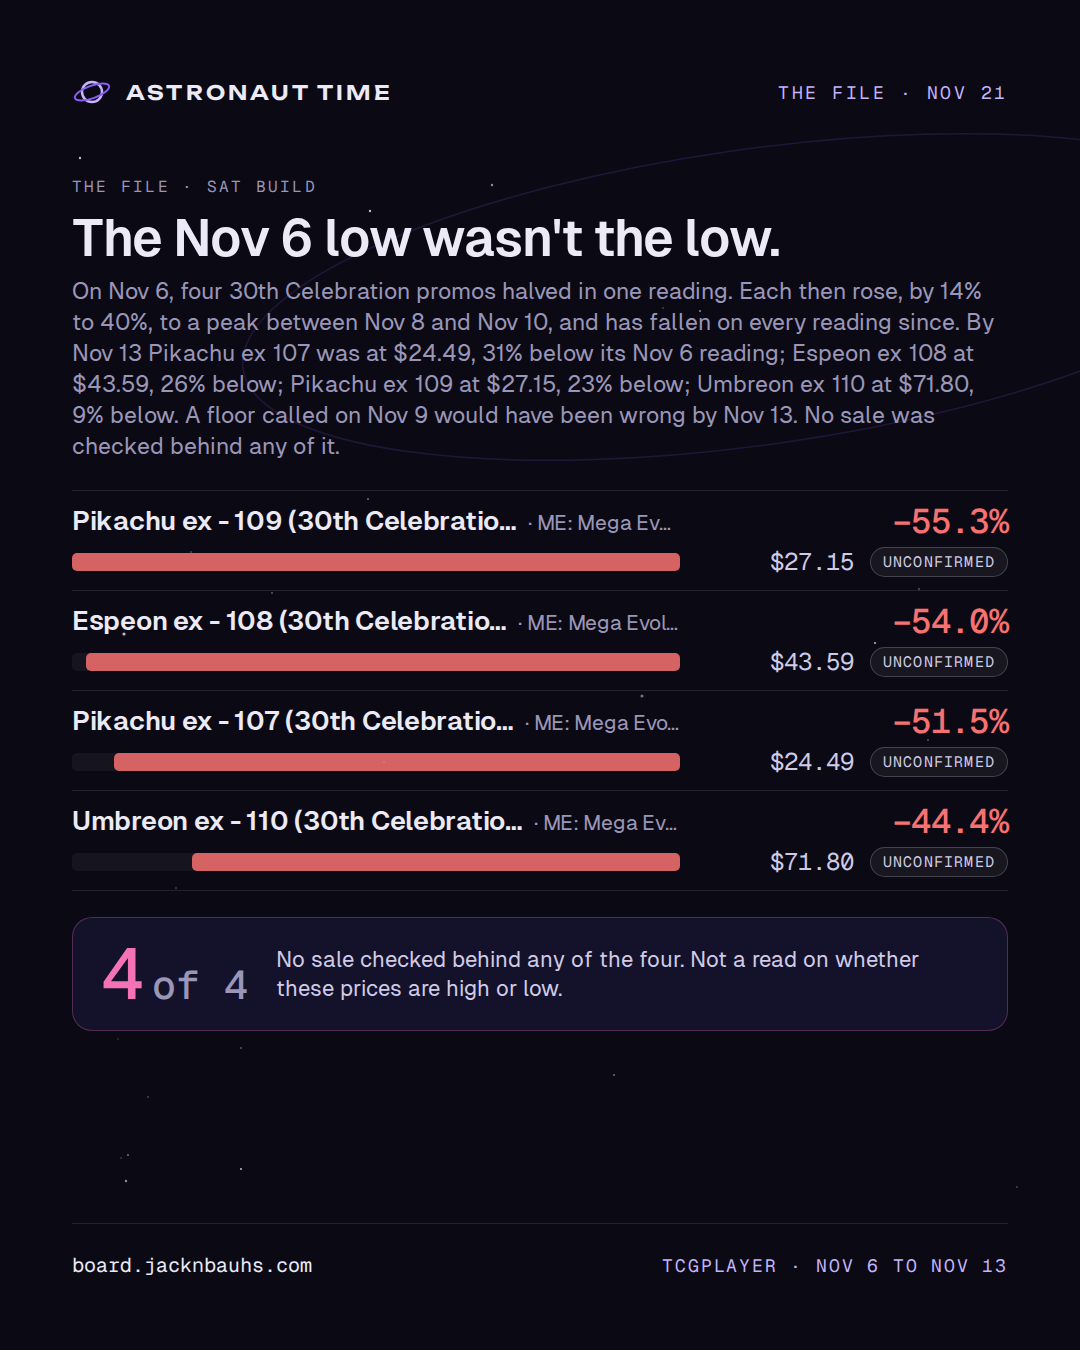 ASTRONAUT TIME
THE FILE · NOV 21
THE FILE · SAT BUILD
The Nov 6 low wasn't the low.
On Nov 6, four 30th Celebration promos halved in one reading. Each then rose, by 14%
to 40%, to a peak between Nov 8 and Nov 10, and has fallen on every reading since. By
Nov 13 Pikachu ex 107 was at $24.49, 31% below its Nov 6 reading; Espeon ex 108 at
$43.59, 26% below; Pikachu ex 109 at $27.15, 23% below; Umbreon ex 110 at $71.80,
9% below. A floor called on Nov 9 would have been wrong by Nov 13. No sale was
checked behind any of it.
Pikachu ex - 109 (30th Celebratio... · ME: Mega Ev...
-55.3%
$27.15
UNCONFIRMED
Espeon ex - 108 (30th Celebratio... · ME: Mega Evol...
-54.0%
$43.59
UNCONFIRMED
Pikachu ex - 107 (30th Celebratio... · ME: Mega Evo...
-51.5%
$24.49
UNCONFIRMED
Umbreon ex - 110 (30th Celebratio... · ME: Mega Ev...
-44.4%
$71.80
UNCONFIRMED
4 of 4
No sale checked behind any of the four. Not a read on whether
these prices are high or low.
board.jacknbauhs.com
TCGPLAYER · NOV 6 TO NOV 13